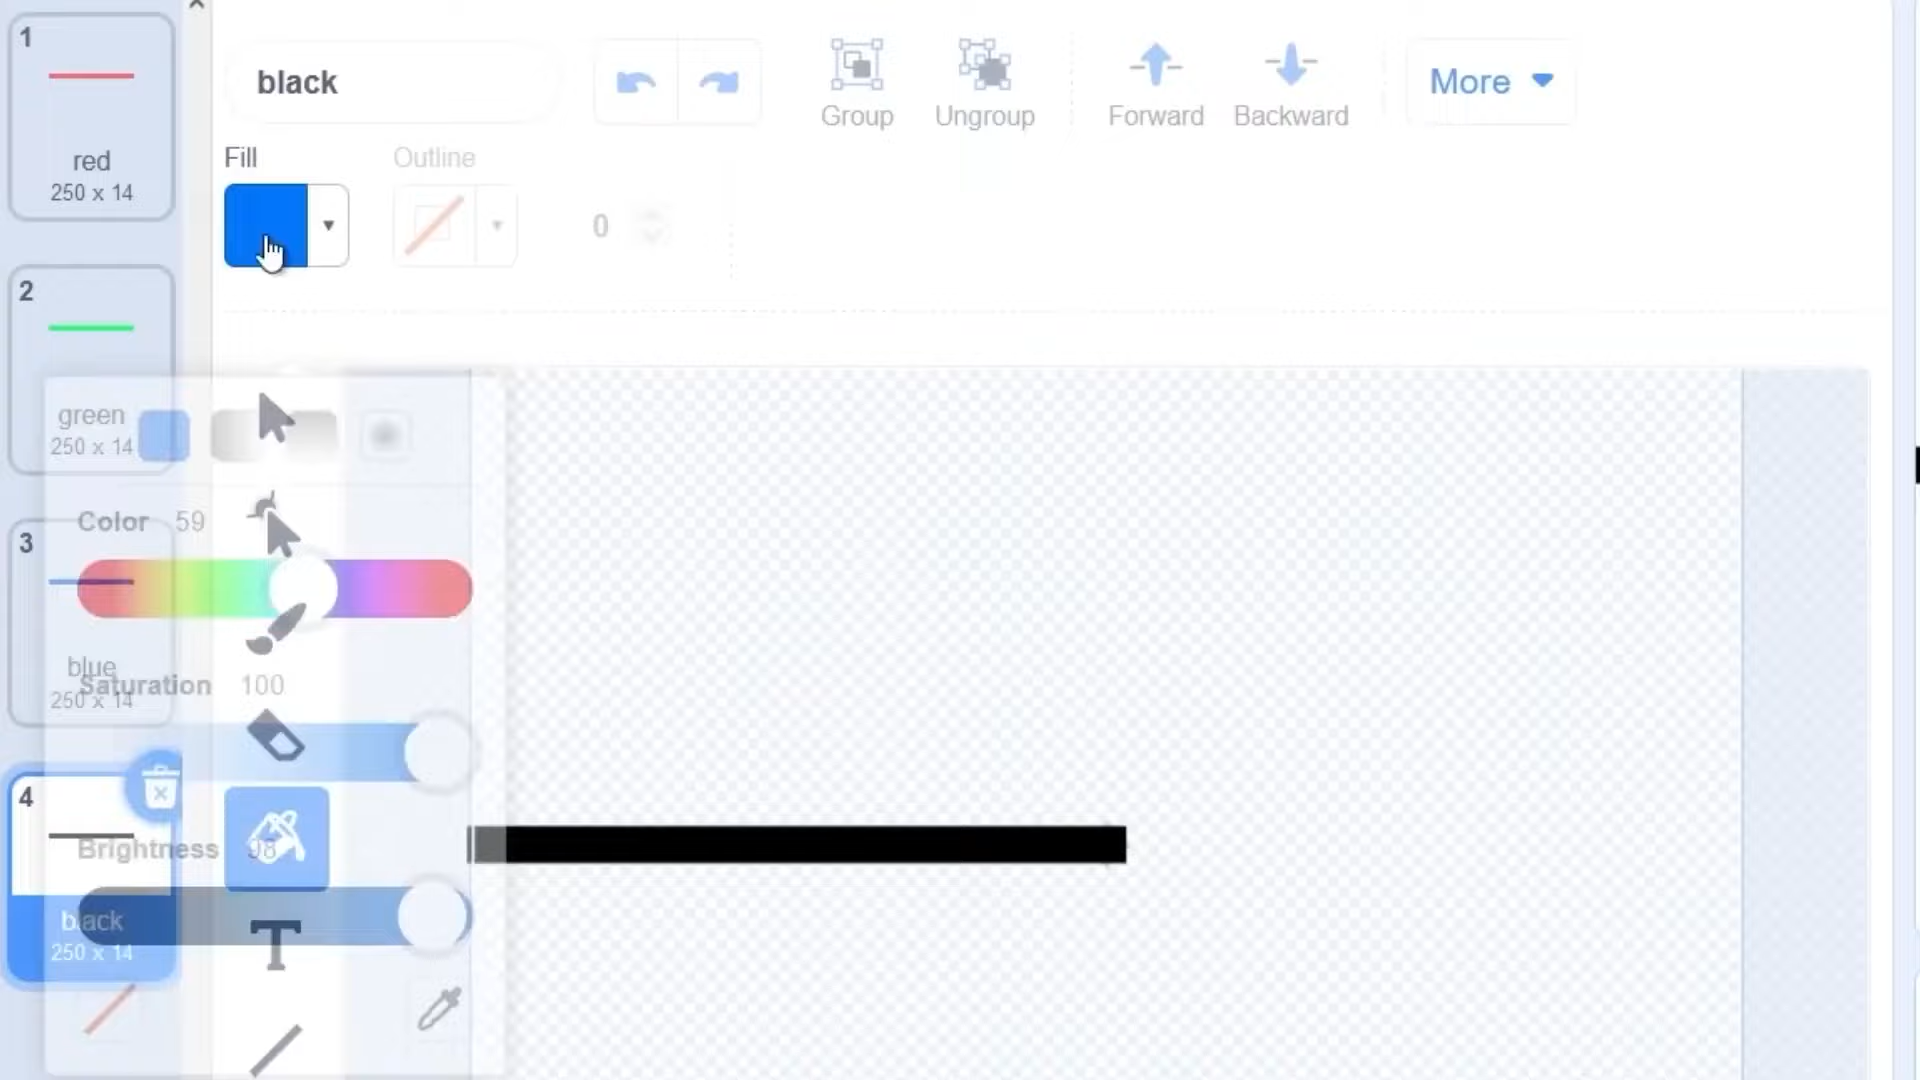 1
red
250 x 14
2
green
250 x 14
3
blue
250 x 14
4
black
250 x 14
black
Group
Ungroup
Forward
Backward
More
Fill
Outline
0
Color 59
Saturation 100
Brightness 98
T